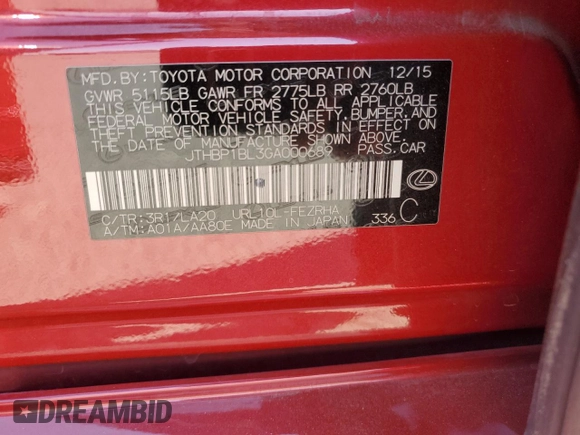 MFD.BY:TOYOTA MOTOR CORPORATION 12/15
GVWR 5115LB GAWR FR 2775LB RR 2760LB
THIS VEHICLE CONFORMS TO ALL APPLICABLE
FEDERAL MOTOR VEHICLE SAFETY,BUMPER,AND
THEFT PREVENTION STANDARDS IN EFFECT ON
THE DATE OF MANUFACTURE SHOWN ABOVE.
PASS.CAR
C/TR:3R1/LA20 URL10L-FEZRHA
A/TM:A01A/AA80E MADE IN JAPAN 336 C
DREAMBID